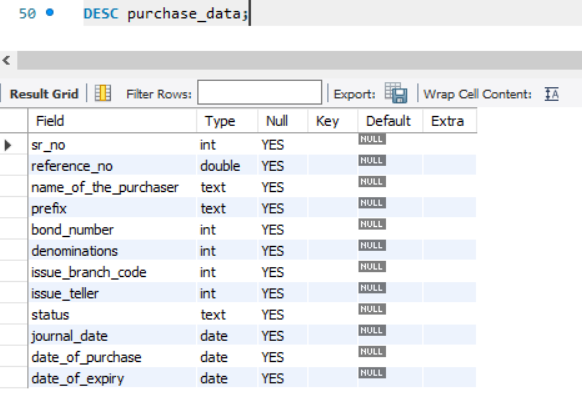 50 DESC purchase_data;
Result Grid Filter Rows: Export: Wrap Cell Content: IA
Field Type Null Key Default Extra
sr_no int YES NULL
reference_no double YES NULL
name_of_the_purchaser text YES NULL
prefix text YES NULL
bond_number int YES NULL
denominations int YES NULL
issue_branch_code int YES NULL
issue_teller int YES NULL
status text YES NULL
journal_date date YES NULL
date_of_purchase date YES NULL
date_of_expiry date YES NULL